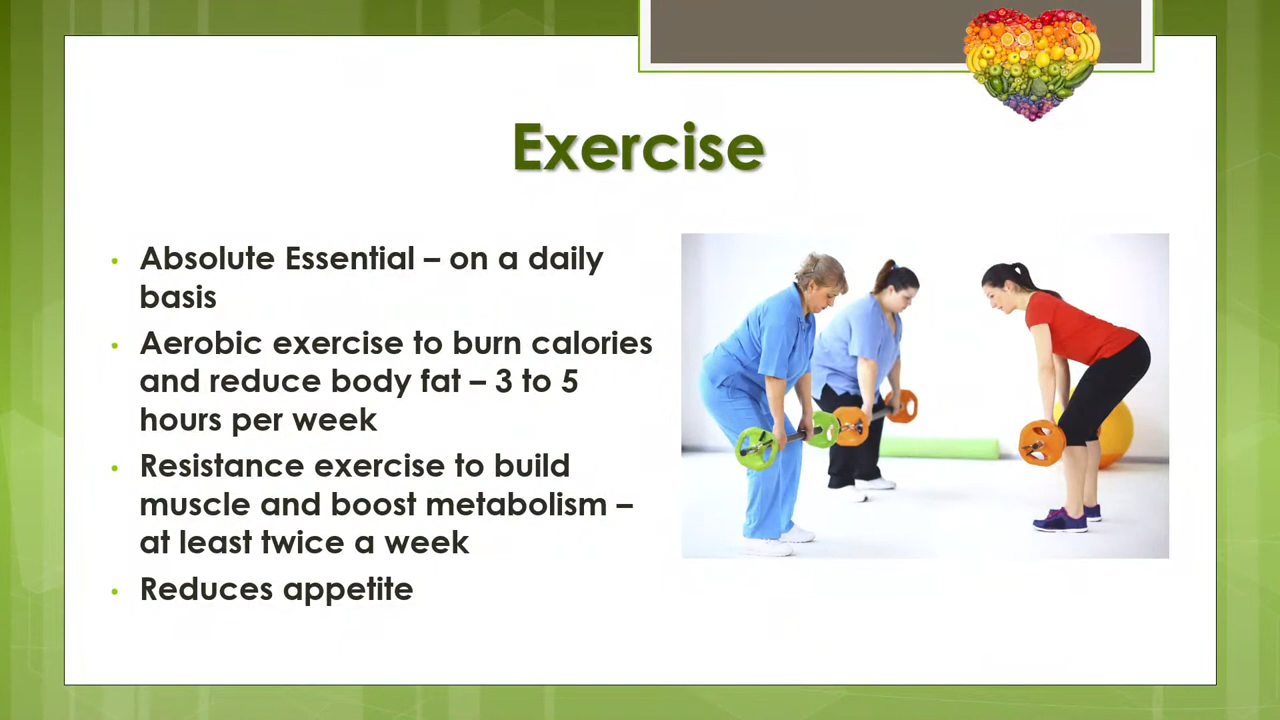 Exercise
• Absolute Essential – on a daily
basis
• Aerobic exercise to burn calories
and reduce body fat – 3 to 5
hours per week
• Resistance exercise to build
muscle and boost metabolism –
at least twice a week
• Reduces appetite